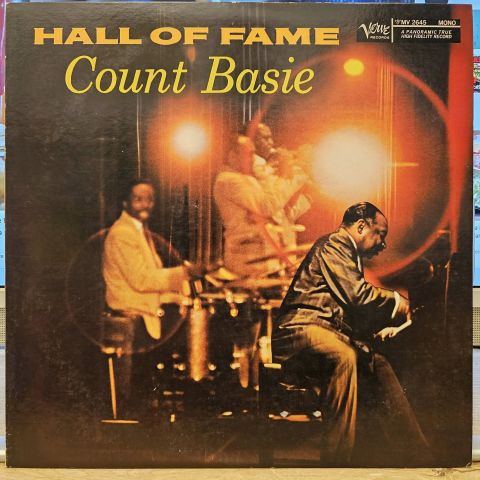 HALL OF FAME
Count Basie
Verve
RECORDS
MV 2645 MONO
A PANORAMIC TRUE
HIGH FIDELITY RECORD